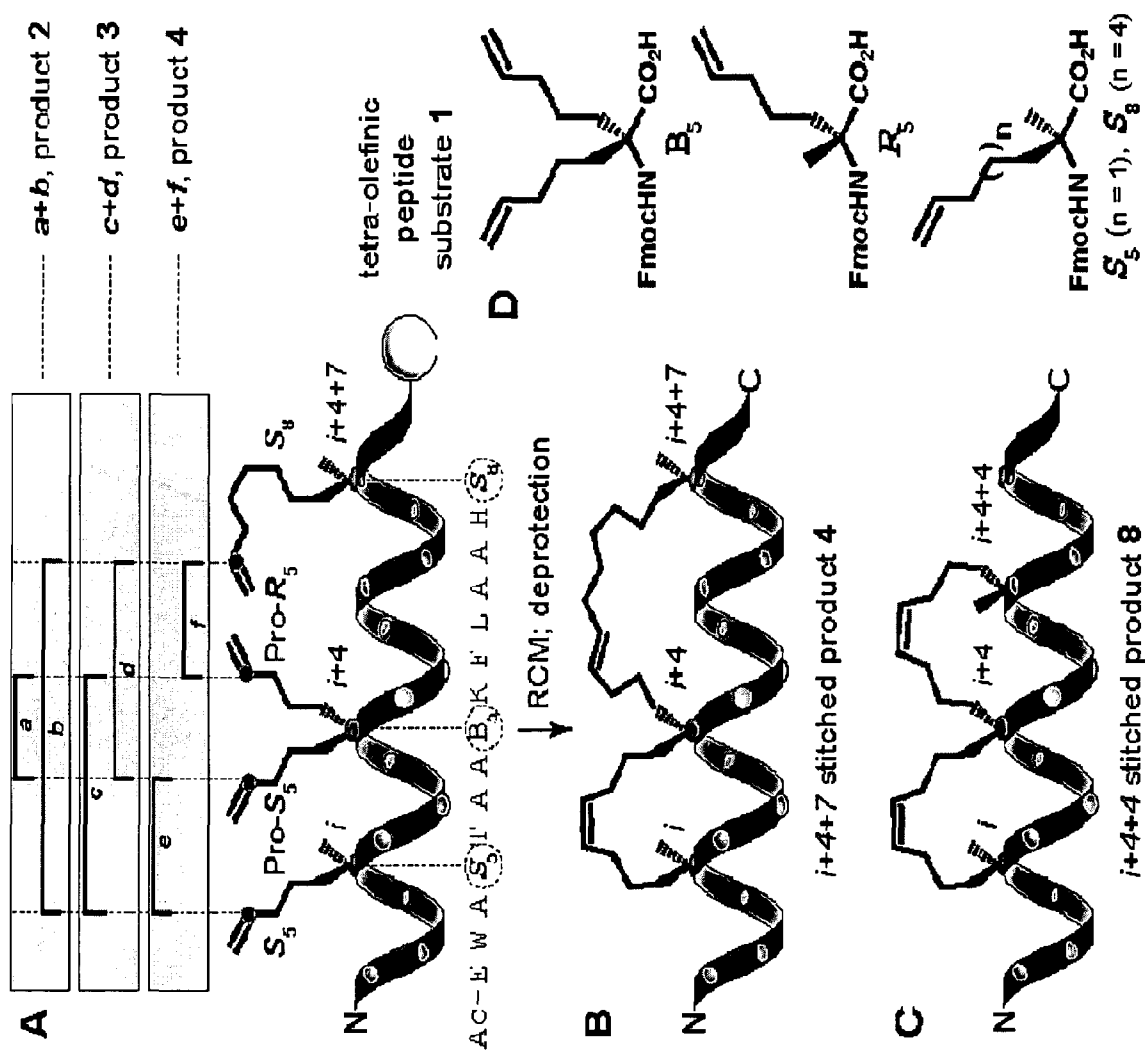 A
a
b
c
d
e
f
a+b, product 2
c+d, product 3
e+f, product 4
S5
Pro-S5
Pro-R5
S8
N
i
i+4
i+4+7
tetra-olefinic
peptide
substrate 1
Ac-E W A S5 T A A B5 K F L A A H S8
RCM; deprotection
B
N
i
i+4
i+4+7
C
i+4+7 stitched product 4
C
N
i
i+4
i+4+4
C
i+4+4 stitched product 8
D
FmocHN
CO2H
B5
FmocHN
CO2H
R5
( )n
FmocHN
CO2H
S5 (n = 1), S8 (n = 4)